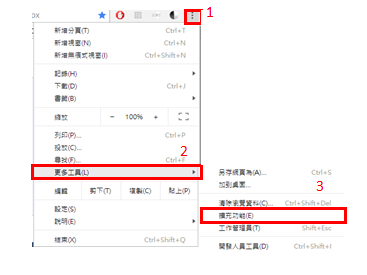 ox
1
新增分頁(T) Ctrl+T
新增視窗(N) Ctrl+N
新增無痕式視窗(I) Ctrl+Shift+N
記錄(H)
下載(D) Ctrl+J
書籤(B)
縮放 − 100% +
列印(P)... Ctrl+P
投放(C)...
尋找(F)... Ctrl+F
2
更多工具(L)
編輯 剪下(T) 複製(C) 貼上(P)
設定(S)
說明(E)
結束(X) Ctrl+Shift+Q
另存網頁為(A)... Ctrl+S
加到桌面...
3
清除瀏覽資料(C)... Ctrl+Shift+Del
擴充功能(E)
工作管理員(T) Shift+Esc
開發人員工具(D) Ctrl+Shift+I